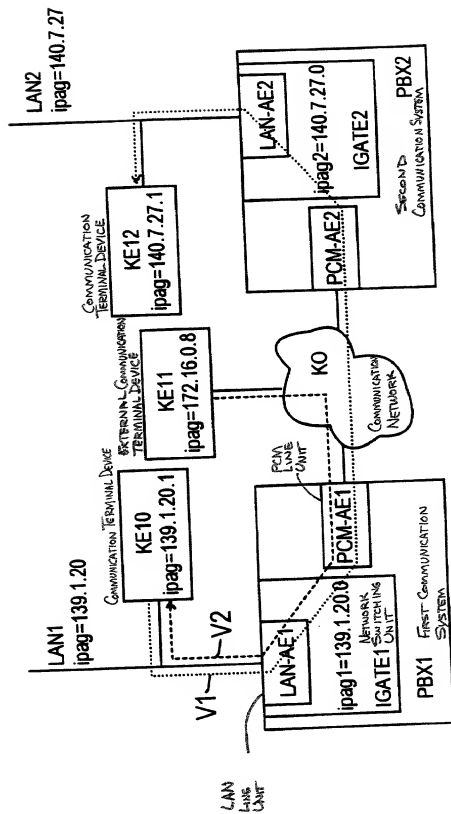 LAN1
ipag=139.1.20
COMMUNICATION TERMINAL DEVICE
KE10
ipag=139.1.20.1
EXTERNAL COMMUNICATION
TERMINAL DEVICE
KE11
ipag=172.16.0.8
COMMUNICATION
TERMINAL DEVICE
KE12
ipag=140.7.27.1
LAN2
ipag=140.7.27
V1
V2
LAN
LINE
UNIT
LAN-AE1
ipag1=139.1.20.0
NETWORK
SWITCHING
UNIT
IGATE1
PCM
LINE
UNIT
PCM-AE1
PBX1 FIRST COMMUNICATION
SYSTEM
KO
COMMUNICATION
NETWORK
LAN-AE2
ipag2=140.7.27.0
IGATE2
PCM-AE2
SECOND
COMMUNICATION SYSTEM
PBX2